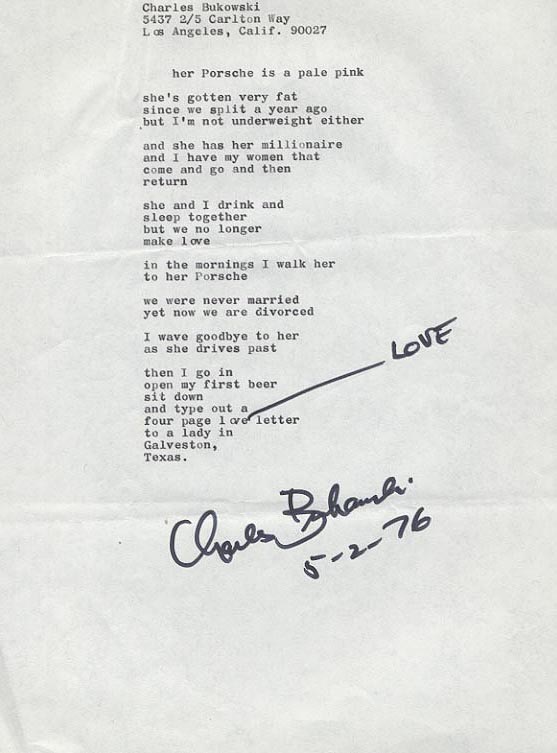 Charles Bukowski
5437 2/5 Carlton Way
Los Angeles, Calif. 90027
her Porsche is a pale pink
she's gotten very fat
since we split a year ago
but I'm not underweight either
and she has her millionaire
and I have my women that
come and go and then
return
she and I drink and
sleep together
but we no longer
make love
in the mornings I walk her
to her Porsche
we were never married
yet now we are divorced
I wave goodbye to her
as she drives past
then I go in
open my first beer
sit down
and type out a
four page love letter
to a lady in
Galveston,
Texas.
LOVE
Charles Bukowski
5-2-76